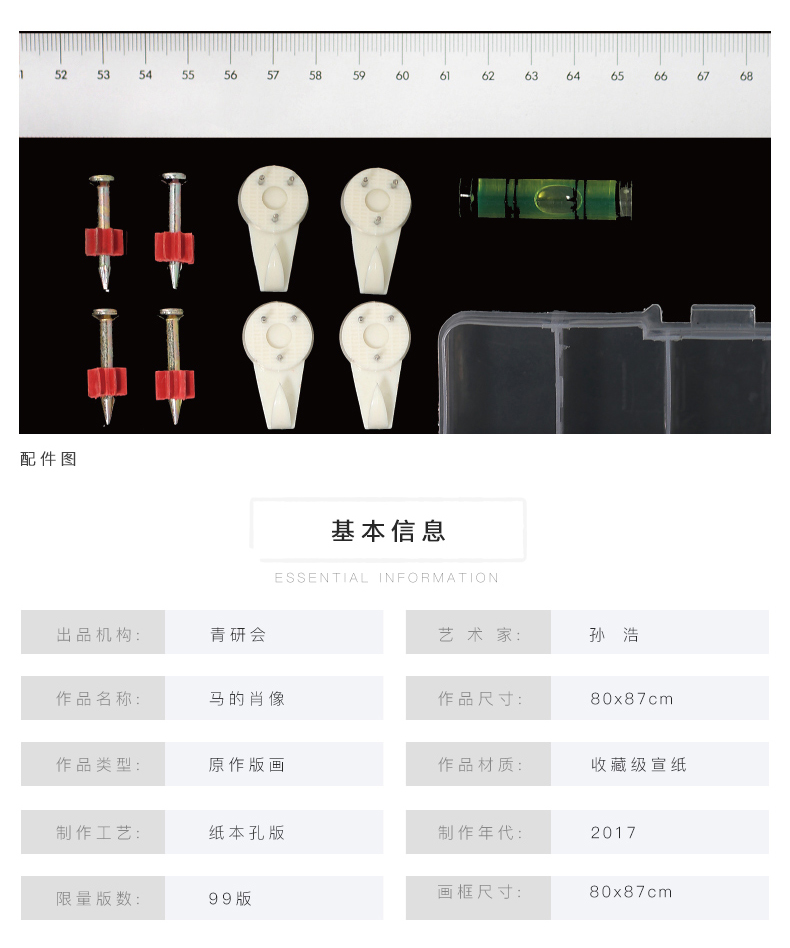 1 52 53 54 55 56 57 58 59 60 61 62 63 64 65 66 67 68
配件图
基本信息
ESSENTIAL INFORMATION
出品机构: 青研会 艺术家: 孙浩
作品名称: 马的肖像 作品尺寸: 80x87cm
作品类型: 原作版画 作品材质: 收藏级宣纸
制作工艺: 纸本孔版 制作年代: 2017
限量版数: 99版 画框尺寸: 80x87cm